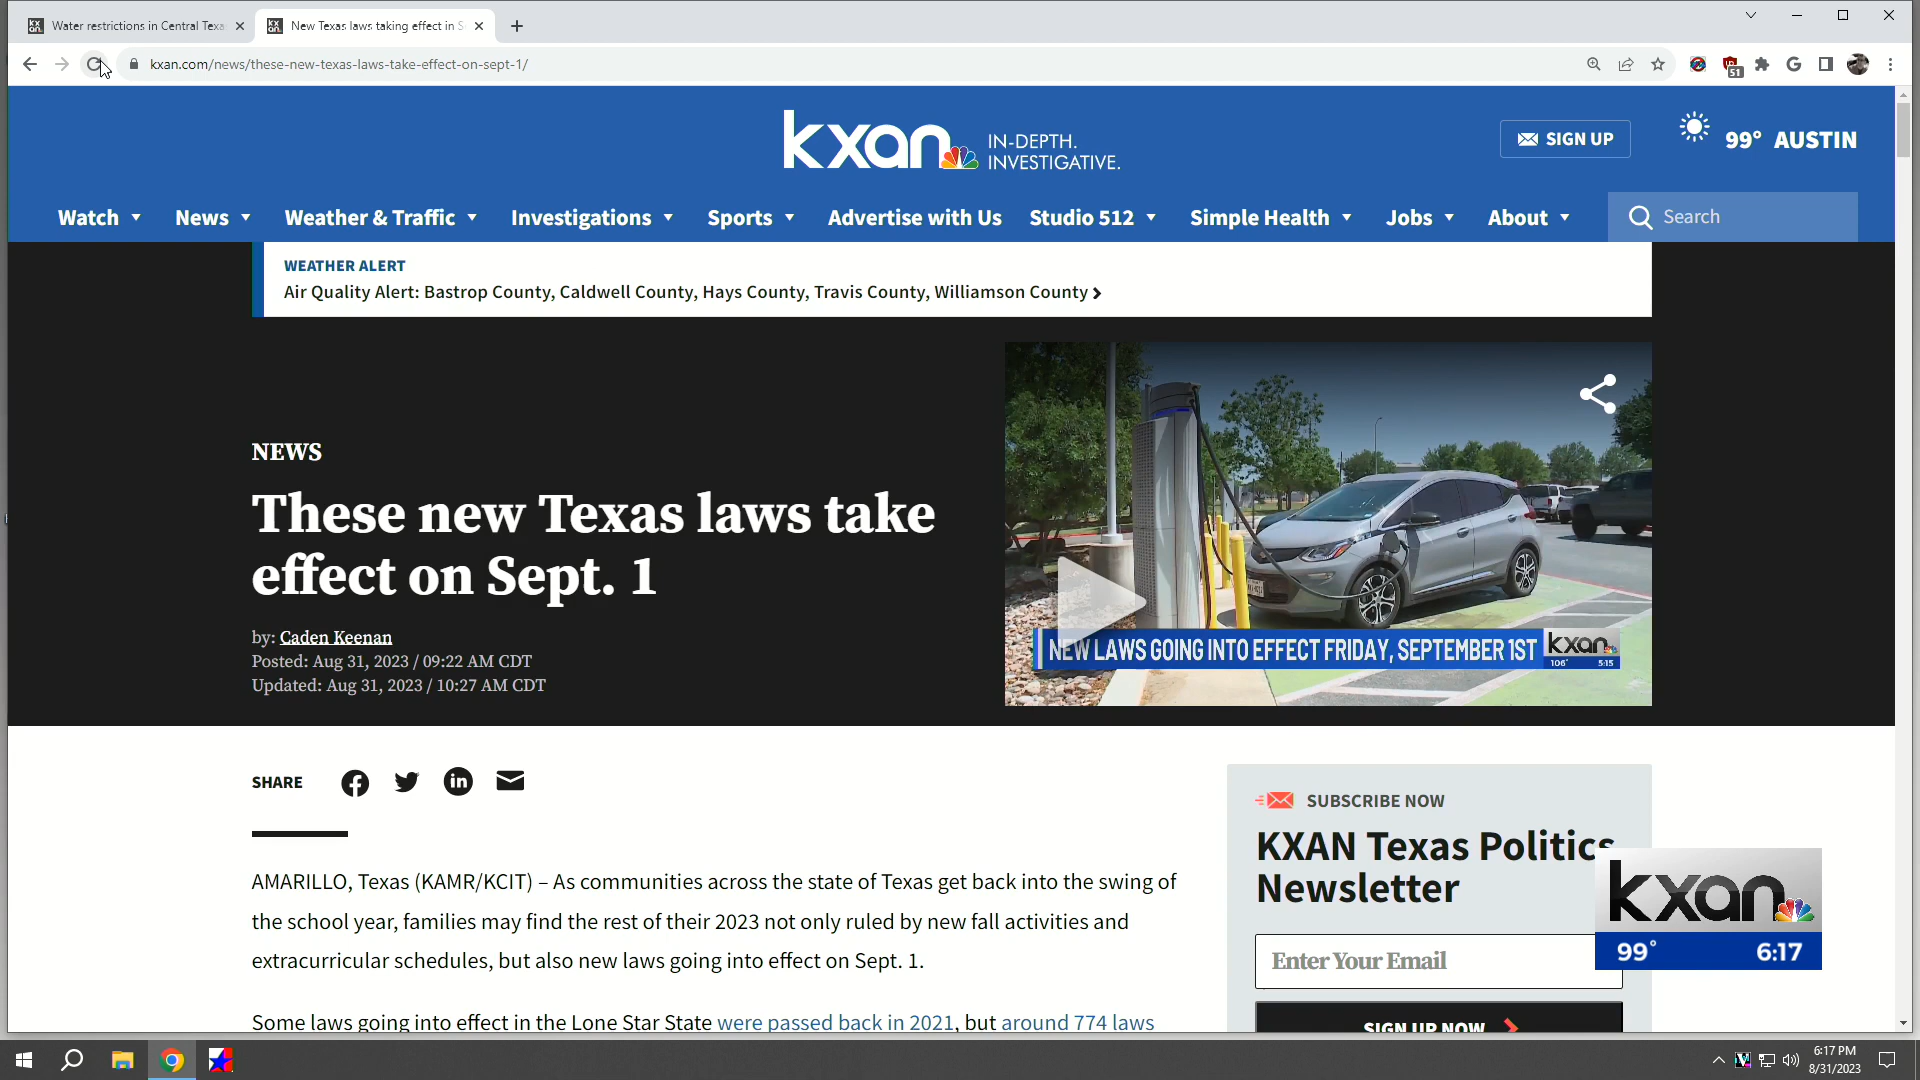 Water restrictions in Central Texa
New Texas laws taking effect in S
kxan.com/news/these-new-texas-laws-take-effect-on-sept-1/
51
kxan IN-DEPTH.
INVESTIGATIVE.
SIGN UP
99° AUSTIN
Watch News Weather & Traffic Investigations Sports Advertise with Us Studio 512 Simple Health Jobs About Search
WEATHER ALERT
Air Quality Alert: Bastrop County, Caldwell County, Hays County, Travis County, Williamson County
NEWS
These new Texas laws take
effect on Sept. 1
by: Caden Keenan
Posted: Aug 31, 2023 / 09:22 AM CDT
Updated: Aug 31, 2023 / 10:27 AM CDT
NEW LAWS GOING INTO EFFECT FRIDAY, SEPTEMBER 1ST
kxan
106° 5:15
SHARE
AMARILLO, Texas (KAMR/KCIT) – As communities across the state of Texas get back into the swing of
the school year, families may find the rest of their 2023 not only ruled by new fall activities and
extracurricular schedules, but also new laws going into effect on Sept. 1.
Some laws going into effect in the Lone Star State were passed back in 2021, but around 774 laws
SUBSCRIBE NOW
KXAN Texas Politics
Newsletter
Enter Your Email
SIGN UP NOW
kxan
99° 6:17
6:17 PM
8/31/2023